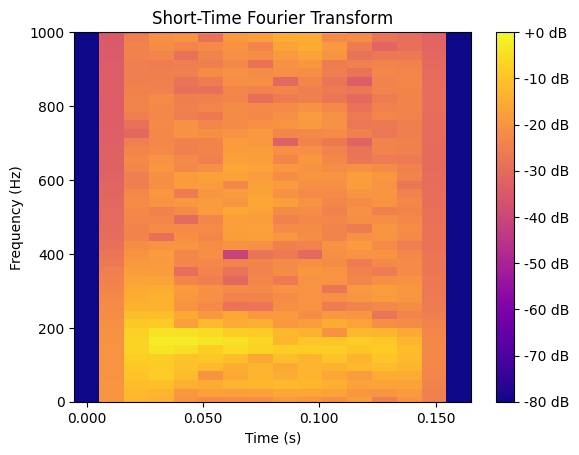 Short-Time Fourier Transform
1000
800
600
400
200
0
Frequency (Hz)
0.000
0.050
0.100
0.150
Time (s)
+0 dB
-10 dB
-20 dB
-30 dB
-40 dB
-50 dB
-60 dB
-70 dB
-80 dB